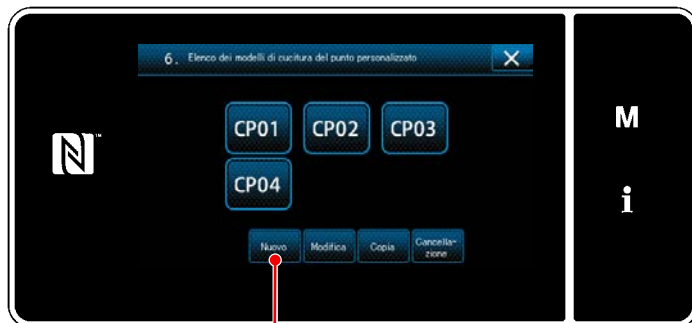 6. Elenco dei modelli di cucitura del punto personalizzato
CP01 CP02 CP03
CP04
Nuovo Modifica Copia Cancella-
zione
M
i